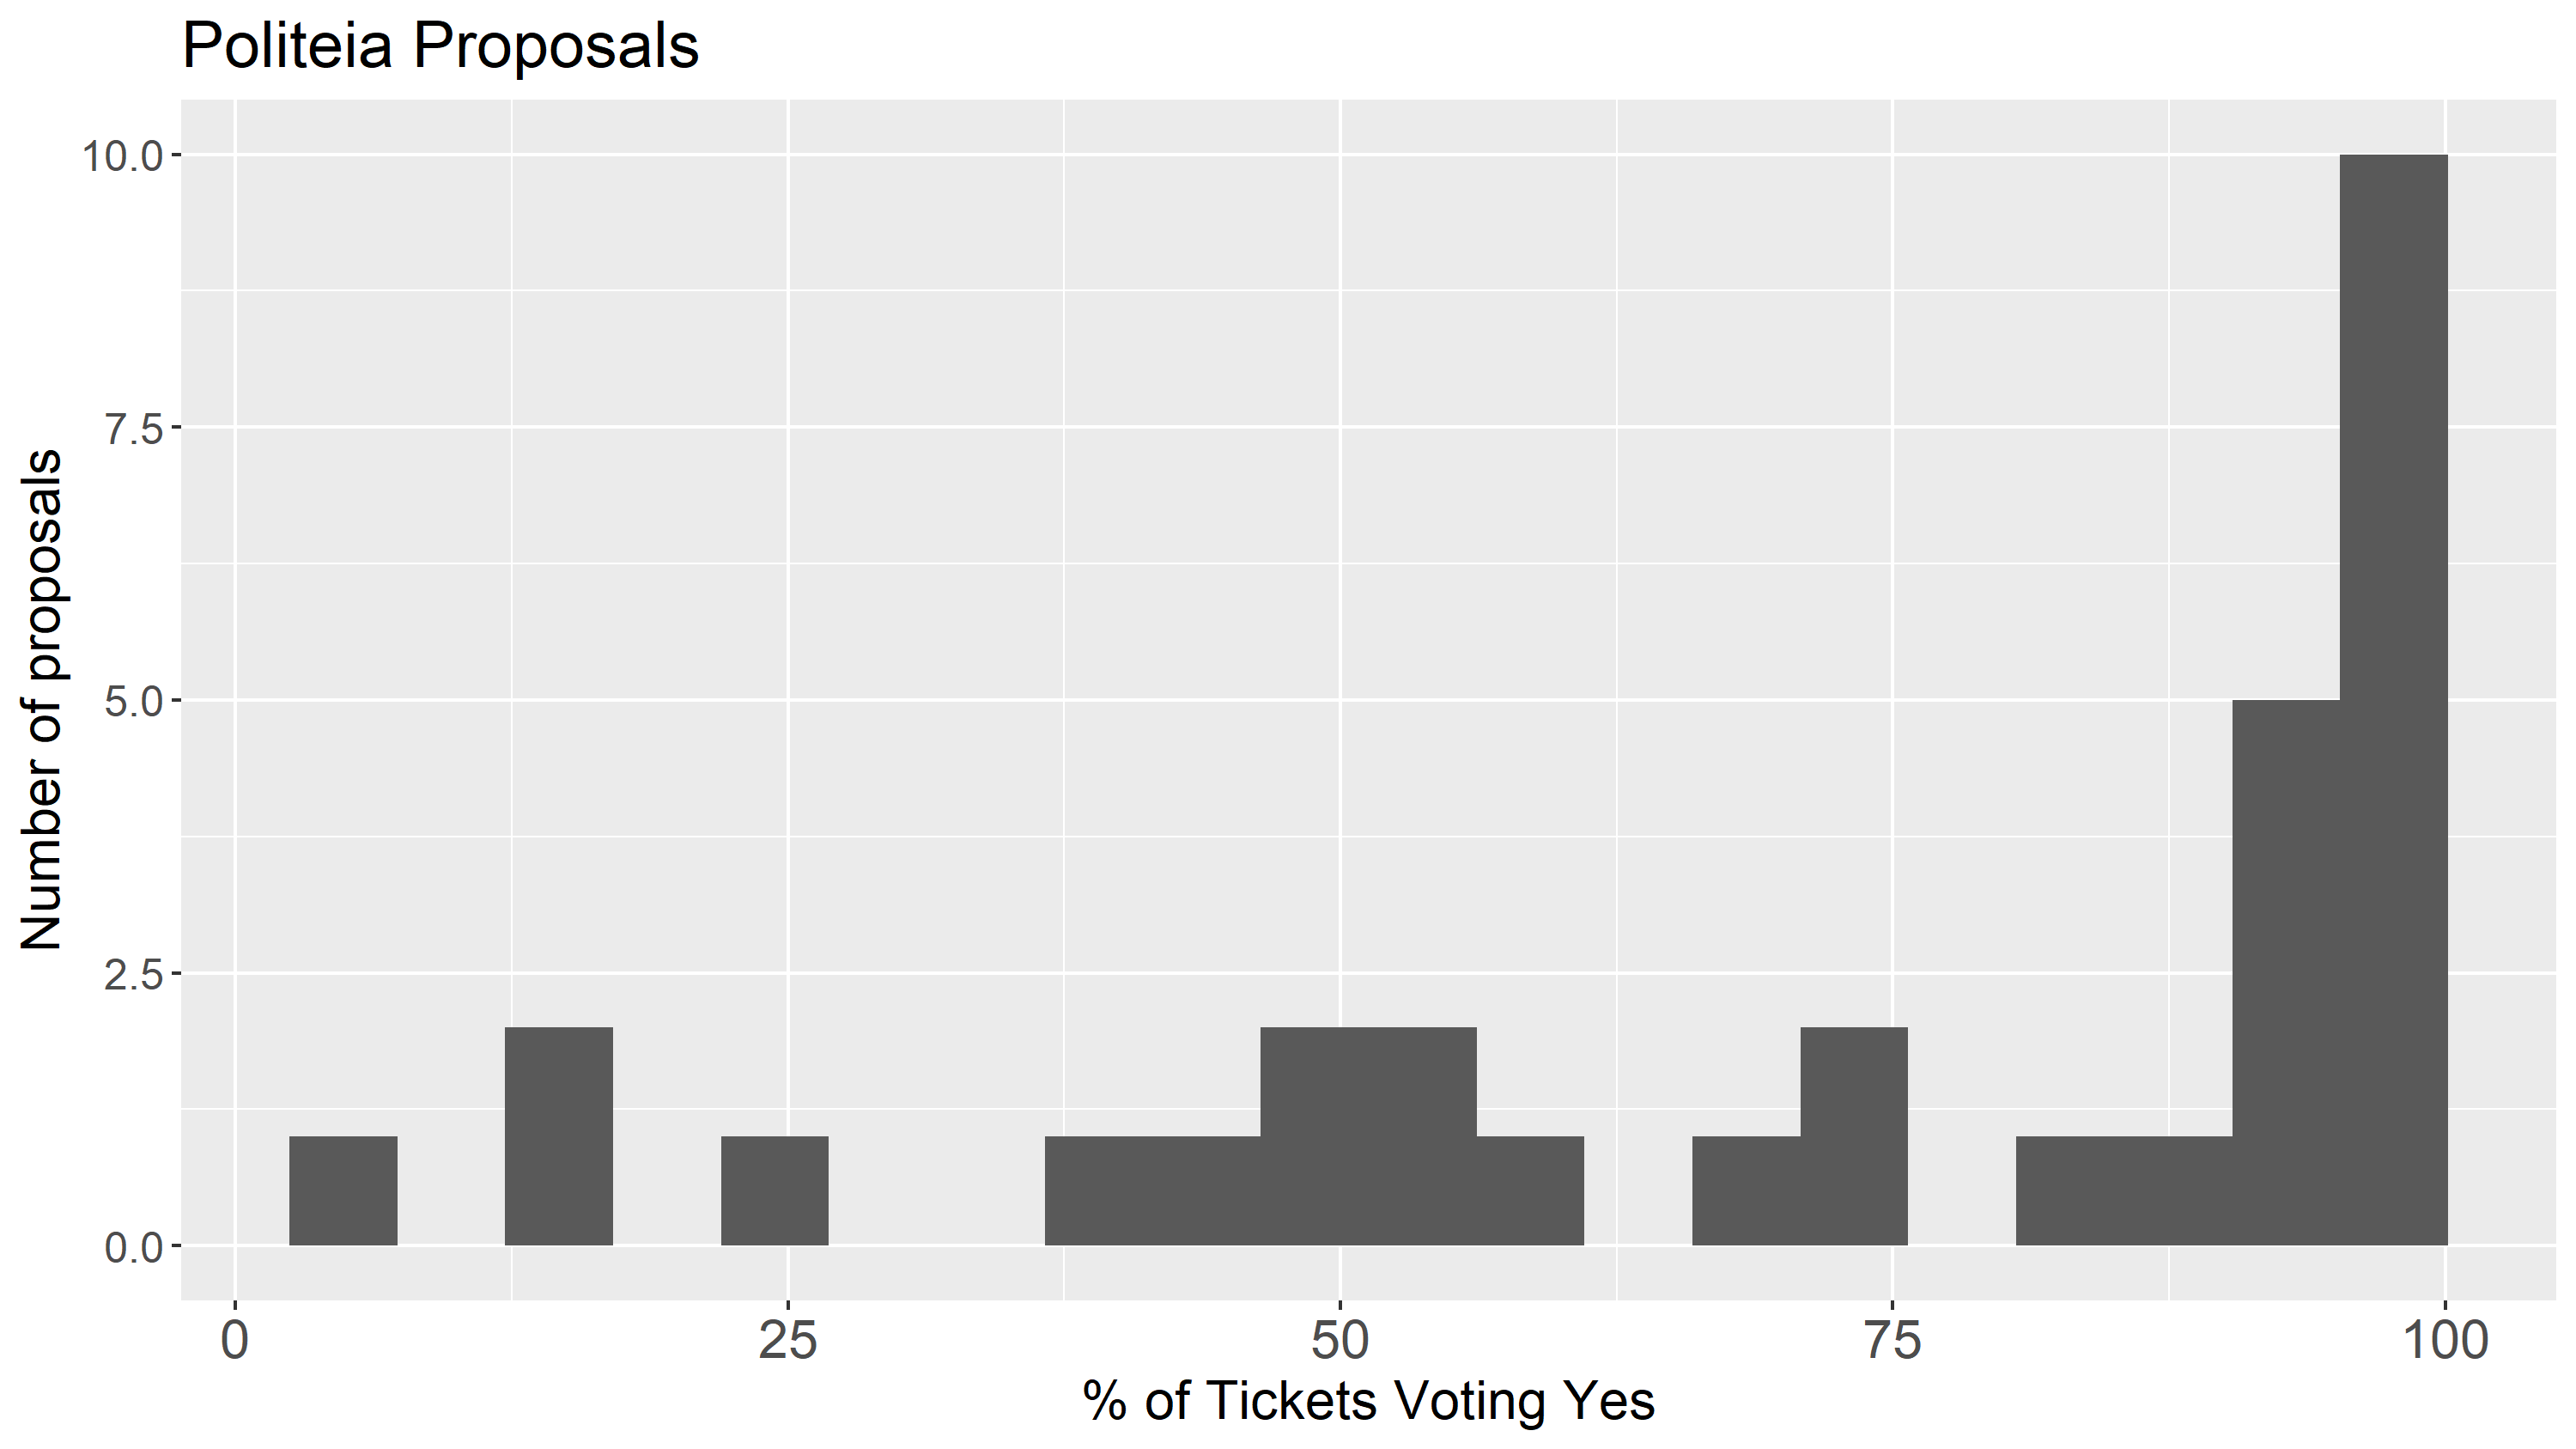 Politeia Proposals
10.0
7.5
5.0
2.5
0.0
Number of proposals
0 25 50 75 100
% of Tickets Voting Yes